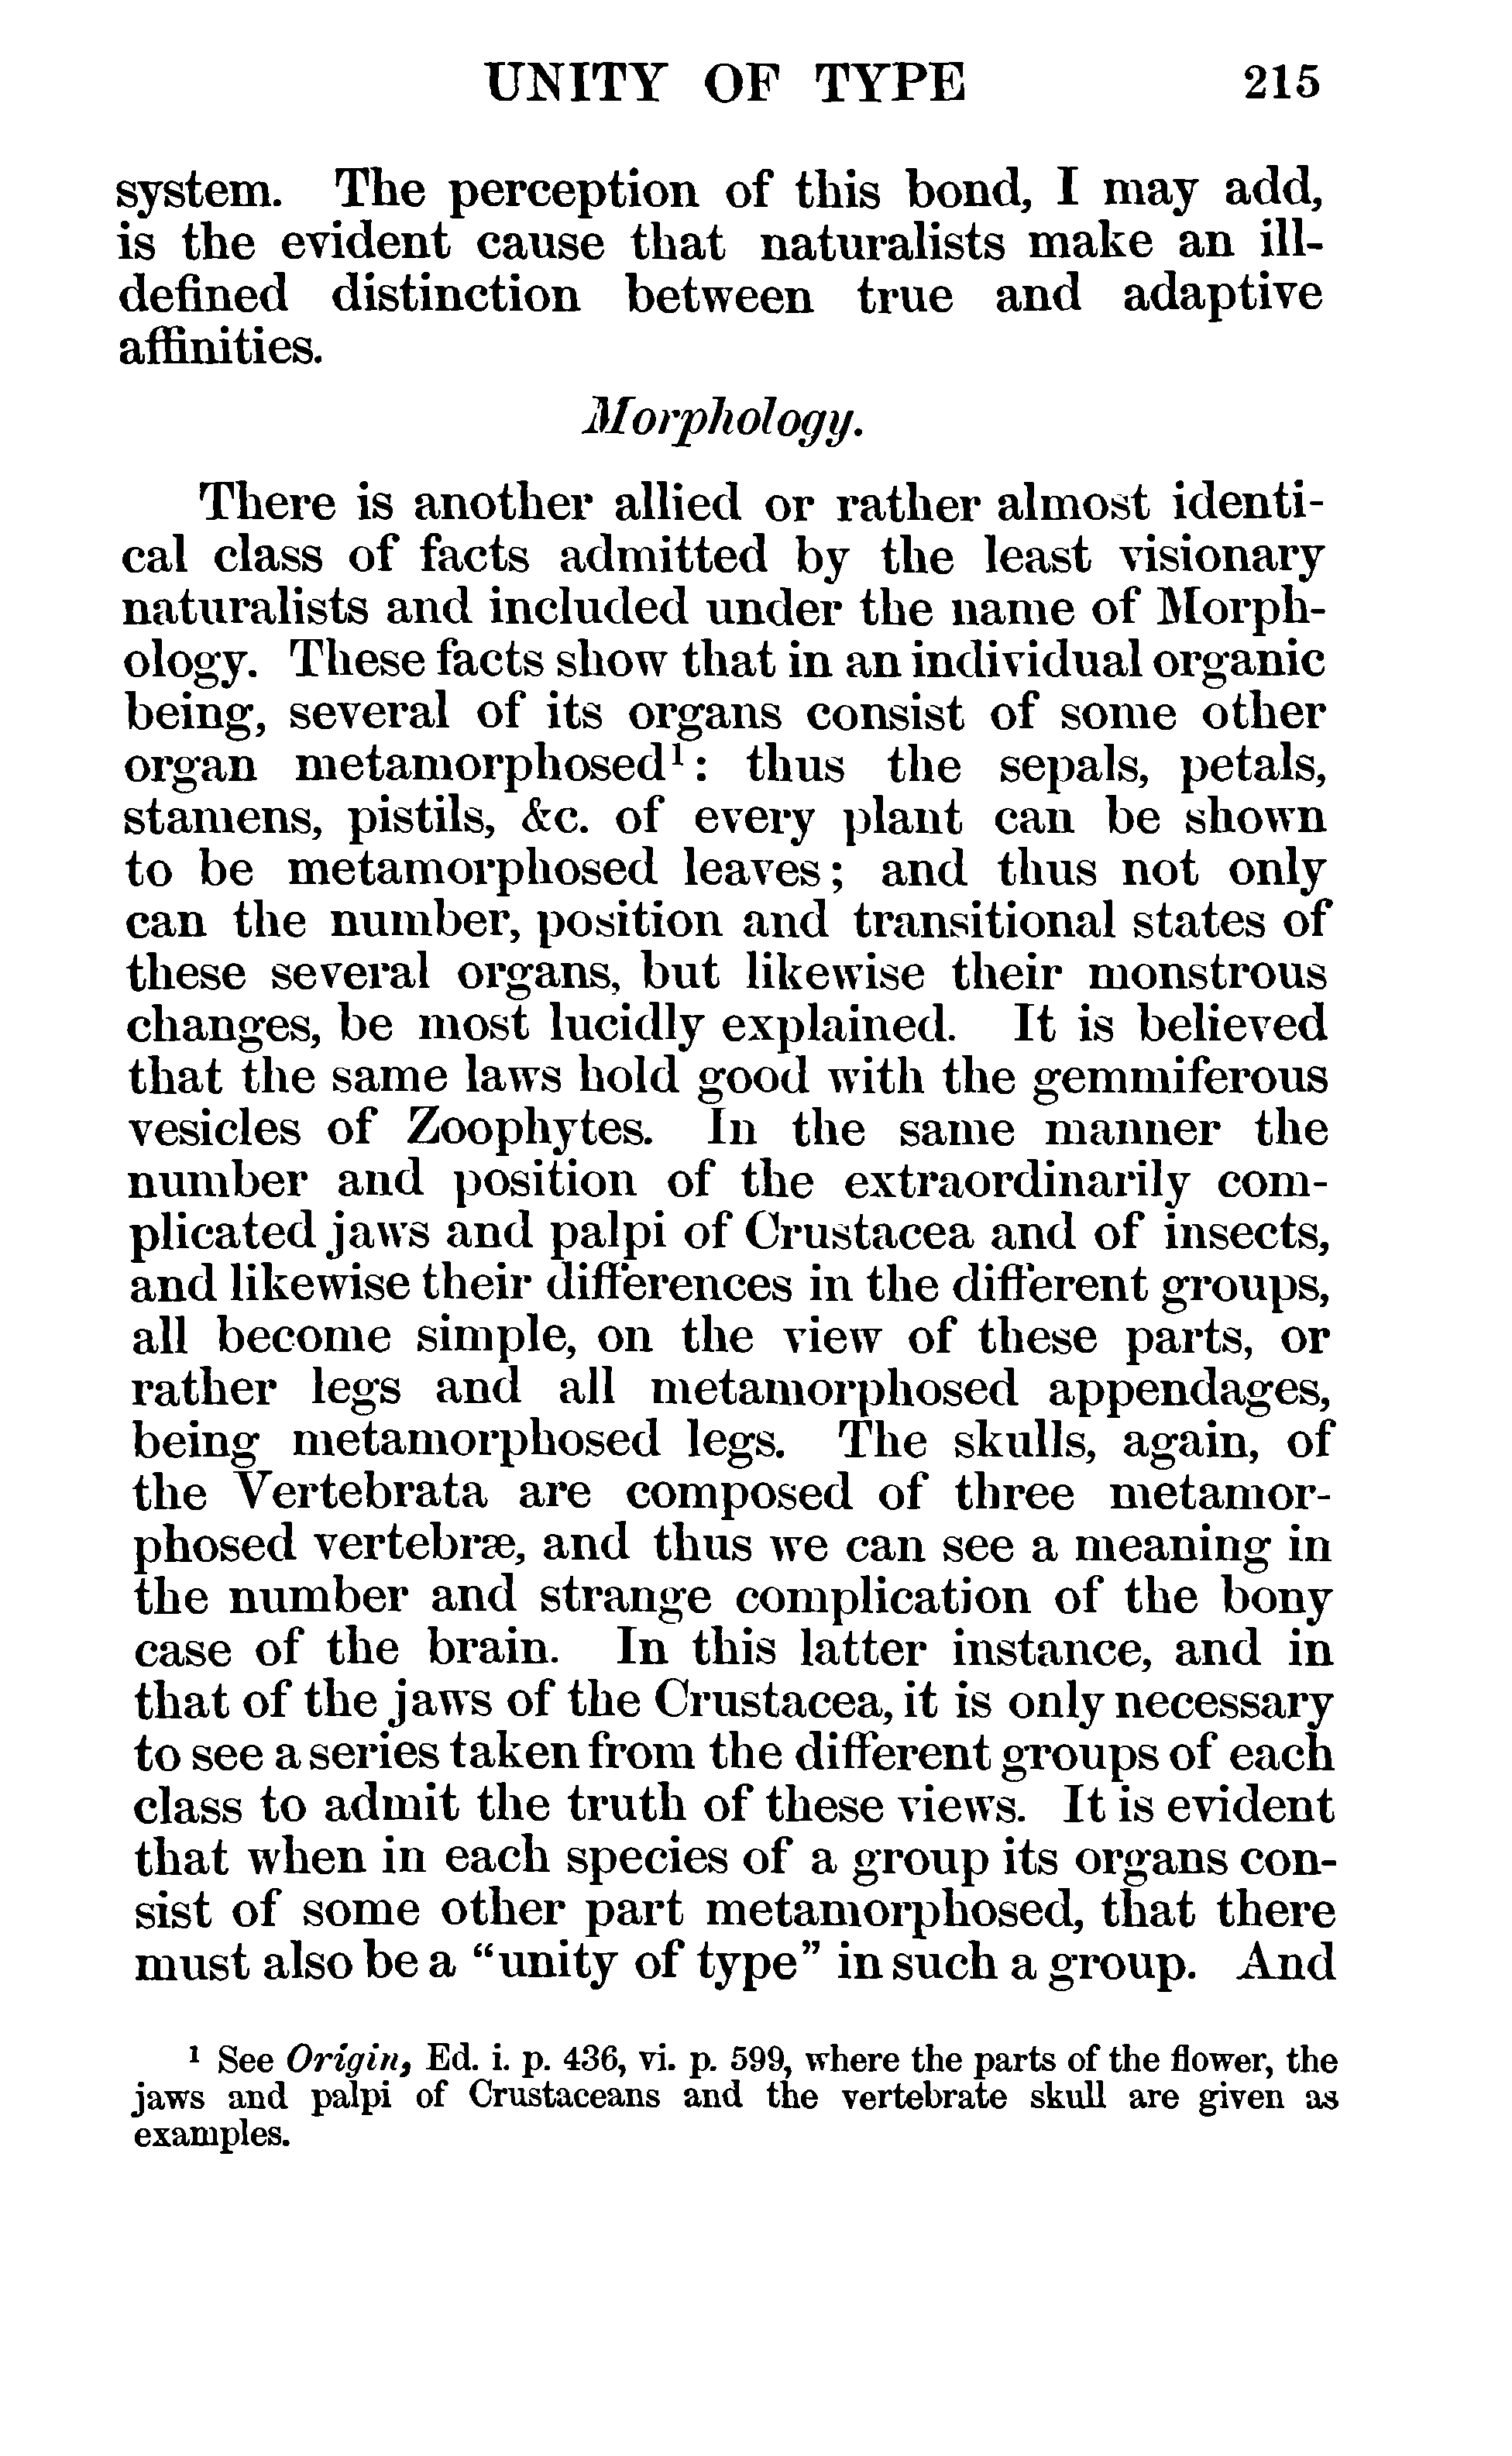 UNITY OF TYPE 215
system. The perception of this bond, I may add,
is the evident cause that naturalists make an ill-
defined distinction between true and adaptive
affinities.
Morphology.
There is another allied or rather almost identi-
cal class of facts admitted by the least visionary
naturalists and included under the name of Morph-
ology. These facts show that in an individual organic
being, several of its organs consist of some other
organ metamorphosed¹: thus the sepals, petals,
stamens, pistils, &c. of every plant can be shown
to be metamorphosed leaves; and thus not only
can the number, position and transitional states of
these several organs, but likewise their monstrous
changes, be most lucidly explained. It is believed
that the same laws hold good with the gemmiferous
vesicles of Zoophytes. In the same manner the
number and position of the extraordinarily com-
plicated jaws and palpi of Crustacea and of insects,
and likewise their differences in the different groups,
all become simple, on the view of these parts, or
rather legs and all metamorphosed appendages,
being metamorphosed legs. The skulls, again, of
the Vertebrata are composed of three metamor-
phosed vertebræ, and thus we can see a meaning in
the number and strange complication of the bony
case of the brain. In this latter instance, and in
that of the jaws of the Crustacea, it is only necessary
to see a series taken from the different groups of each
class to admit the truth of these views. It is evident
that when in each species of a group its organs con-
sist of some other part metamorphosed, that there
must also be a “unity of type” in such a group. And
¹ See Origin, Ed. i. p. 436, vi. p. 599, where the parts of the flower, the
jaws and palpi of Crustaceans and the vertebrate skull are given as
examples.